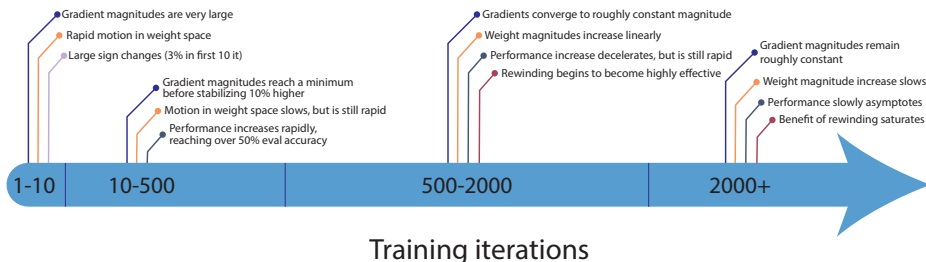 Gradient magnitudes are very large
Rapid motion in weight space
Large sign changes (3% in first 10 it)
Gradient magnitudes reach a minimum
before stabilizing 10% higher
Motion in weight space slows, but is still rapid
Performance increases rapidly,
reaching over 50% eval accuracy
Gradients converge to roughly constant magnitude
Weight magnitudes increase linearly
Performance increase decelerates, but is still rapid
Rewinding begins to become highly effective
Gradient magnitudes remain
roughly constant
Weight magnitude increase slows
Performance slowly asymptotes
Benefit of rewinding saturates
1-10
10-500
500-2000
2000+
Training iterations